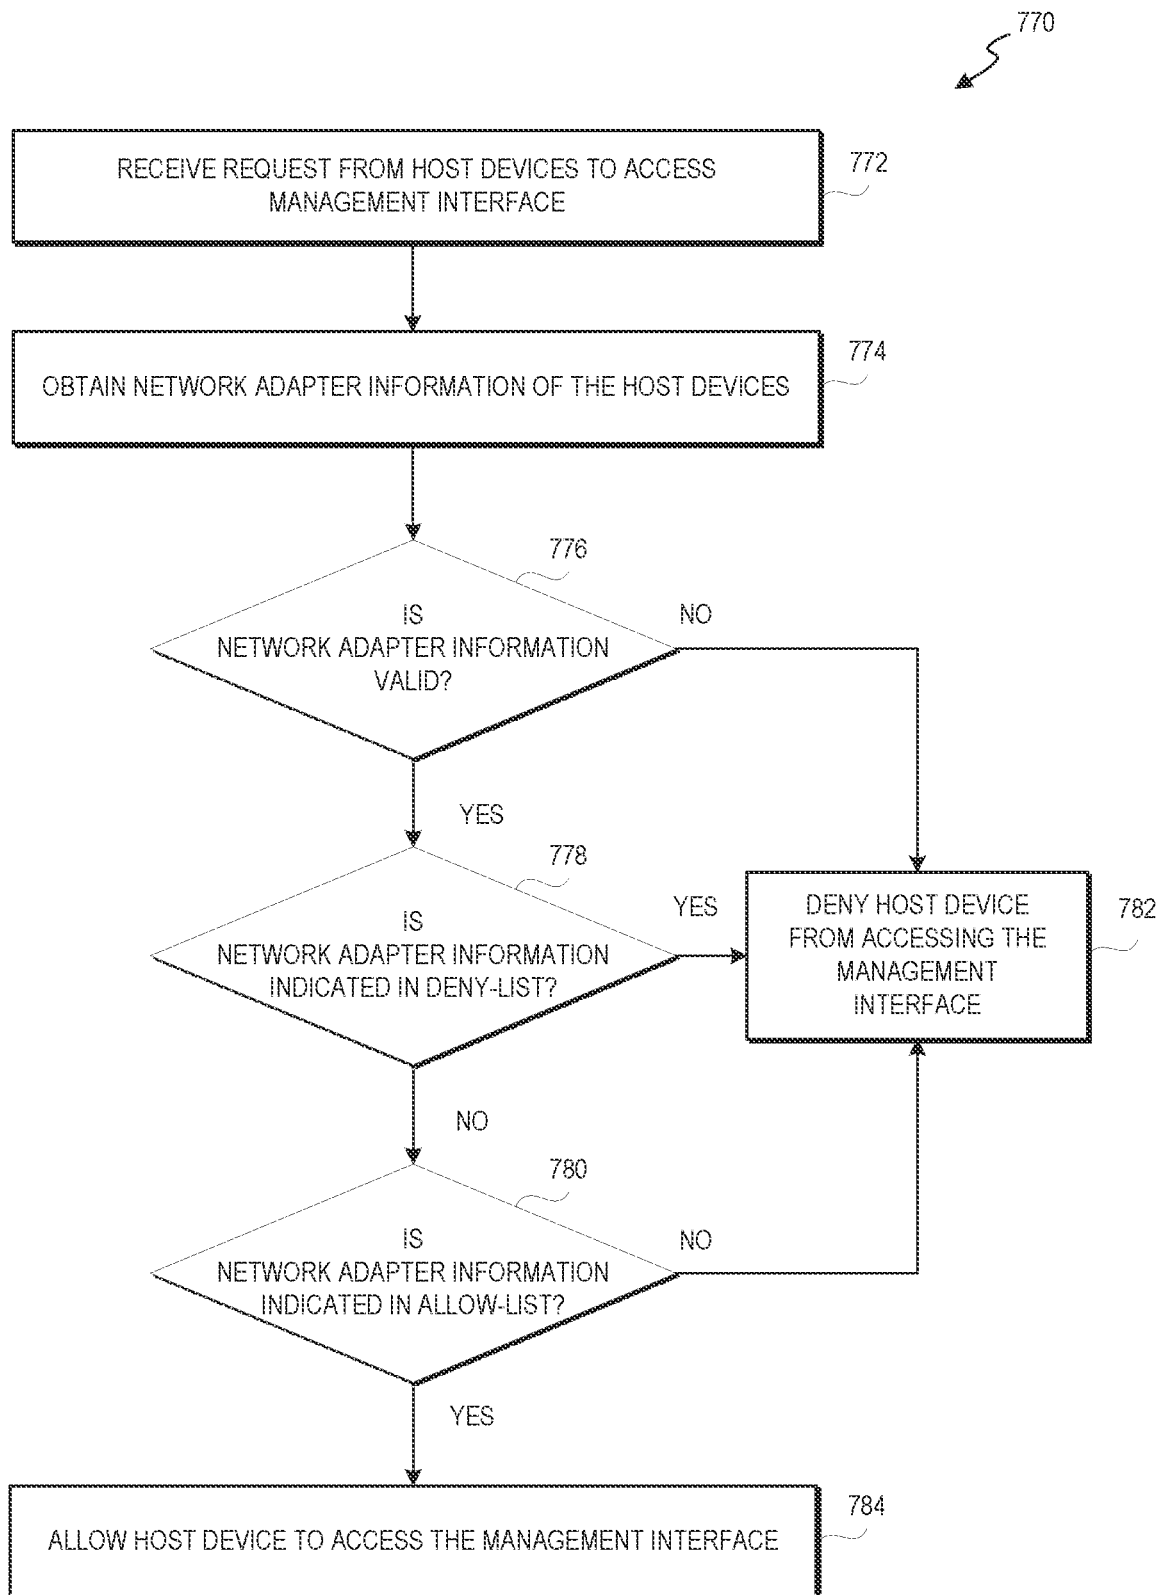 770
RECEIVE REQUEST FROM HOST DEVICES TO ACCESS
MANAGEMENT INTERFACE
772
OBTAIN NETWORK ADAPTER INFORMATION OF THE HOST DEVICES
774
776
IS
NETWORK ADAPTER INFORMATION
VALID?
NO
YES
778
IS
NETWORK ADAPTER INFORMATION
INDICATED IN DENY-LIST?
YES
DENY HOST DEVICE
FROM ACCESSING THE
MANAGEMENT
INTERFACE
782
NO
780
IS
NETWORK ADAPTER INFORMATION
INDICATED IN ALLOW-LIST?
NO
YES
ALLOW HOST DEVICE TO ACCESS THE MANAGEMENT INTERFACE
784